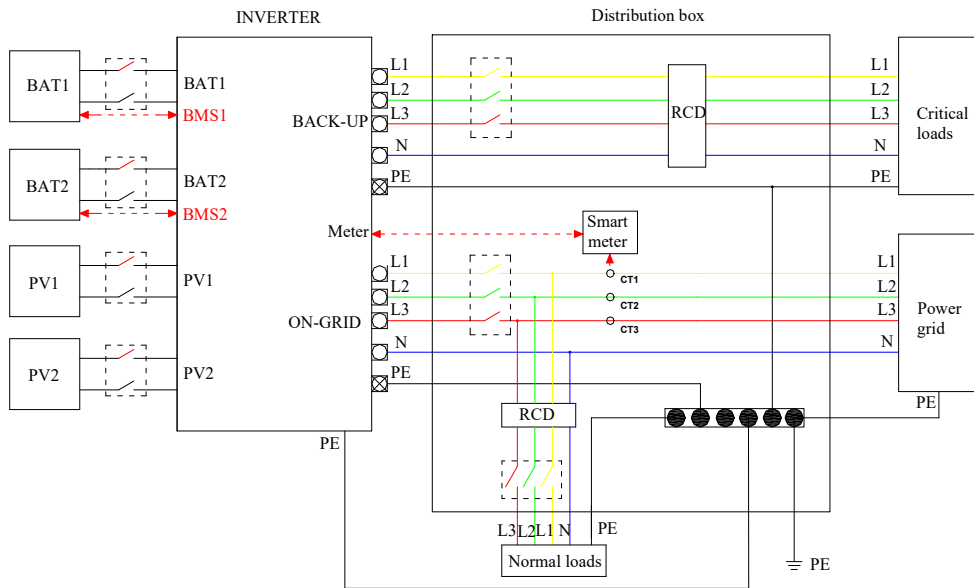 INVERTER
Distribution box
BAT1
BAT1
BMS1
BAT2
BAT2
BMS2
PV1
PV1
PV2
PV2
BACK-UP
L1
L2
L3
N
PE
RCD
L1
L2
L3
N
PE
Critical
loads
Meter
Smart
meter
ON-GRID
L1
L2
L3
N
PE
CT1
CT2
CT3
L1
L2
L3
N
Power
grid
PE
RCD
PE
L3
L2
L1
N
PE
Normal loads
PE